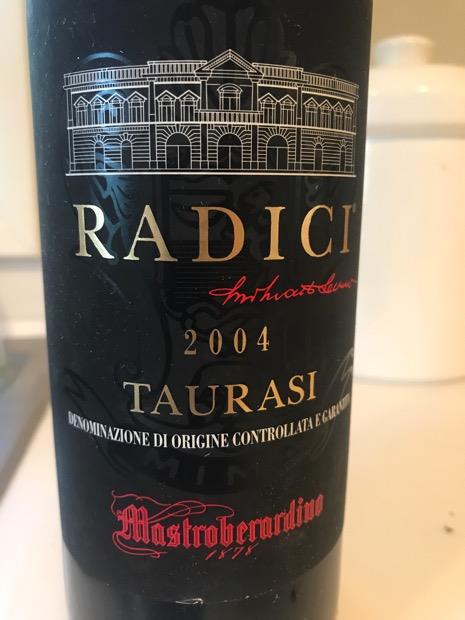 RADICI
2004
TAURASI
DENOMINAZIONE DI ORIGINE CONTROLLATA E GARANTITA
Mastroberardino
1878